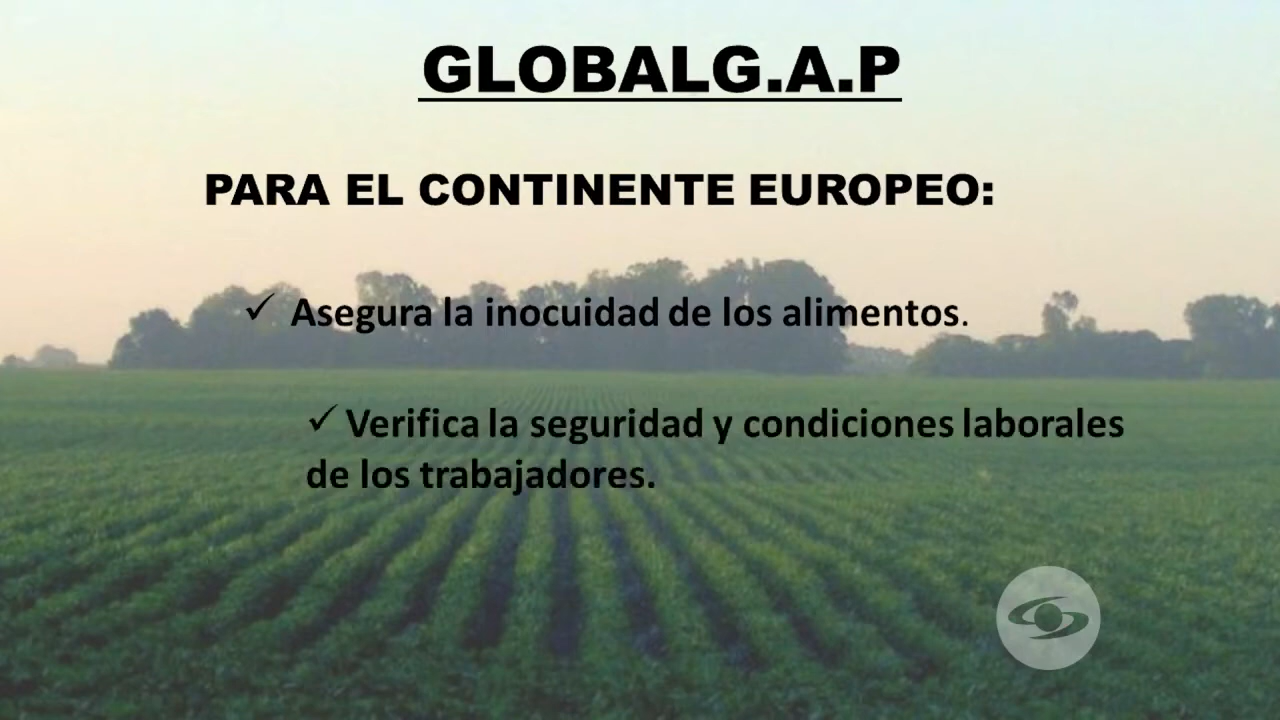 GLOBALG.A.P
PARA EL CONTINENTE EUROPEO:
✓ Asegura la inocuidad de los alimentos.
✓ Verifica la seguridad y condiciones laborales
de los trabajadores.